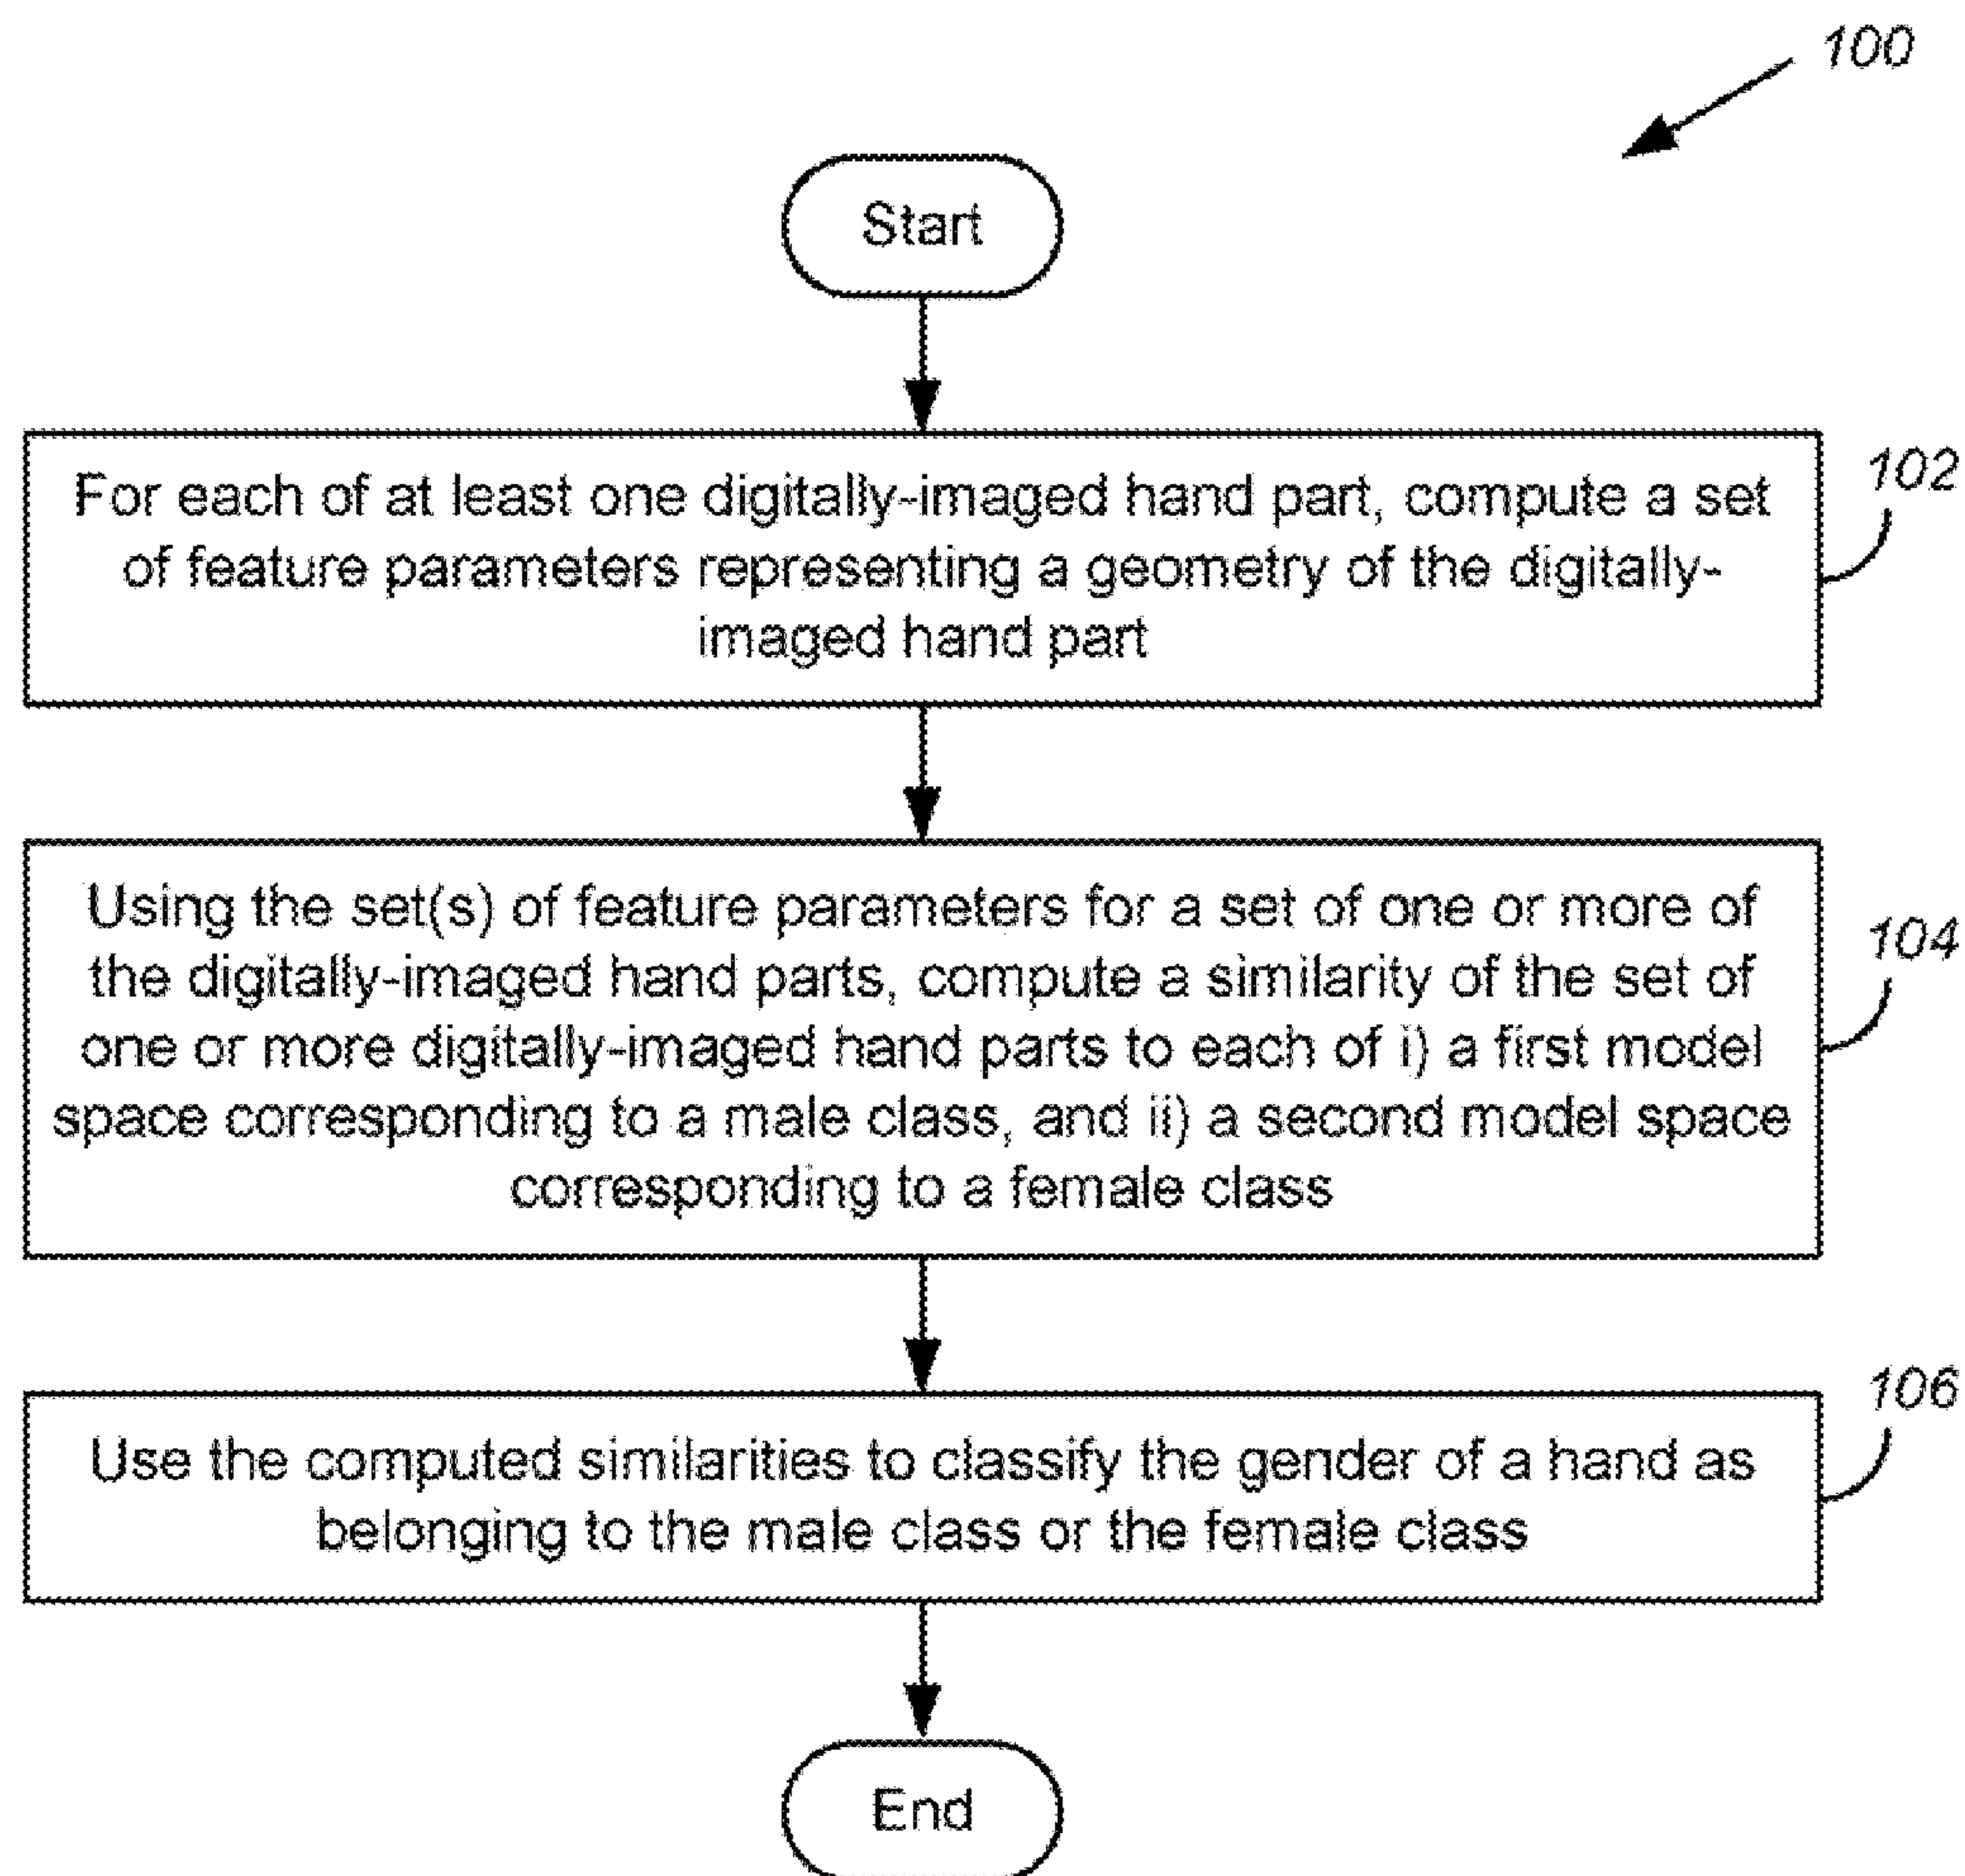 100
Start
For each of at least one digitally-imaged hand part, compute a set
of feature parameters representing a geometry of the digitally-
imaged hand part
102
Using the set(s) of feature parameters for a set of one or more of
the digitally-imaged hand parts, compute a similarity of the set of
one or more digitally-imaged hand parts to each of i) a first model
space corresponding to a male class, and ii) a second model space
corresponding to a female class
104
Use the computed similarities to classify the gender of a hand as
belonging to the male class or the female class
106
End